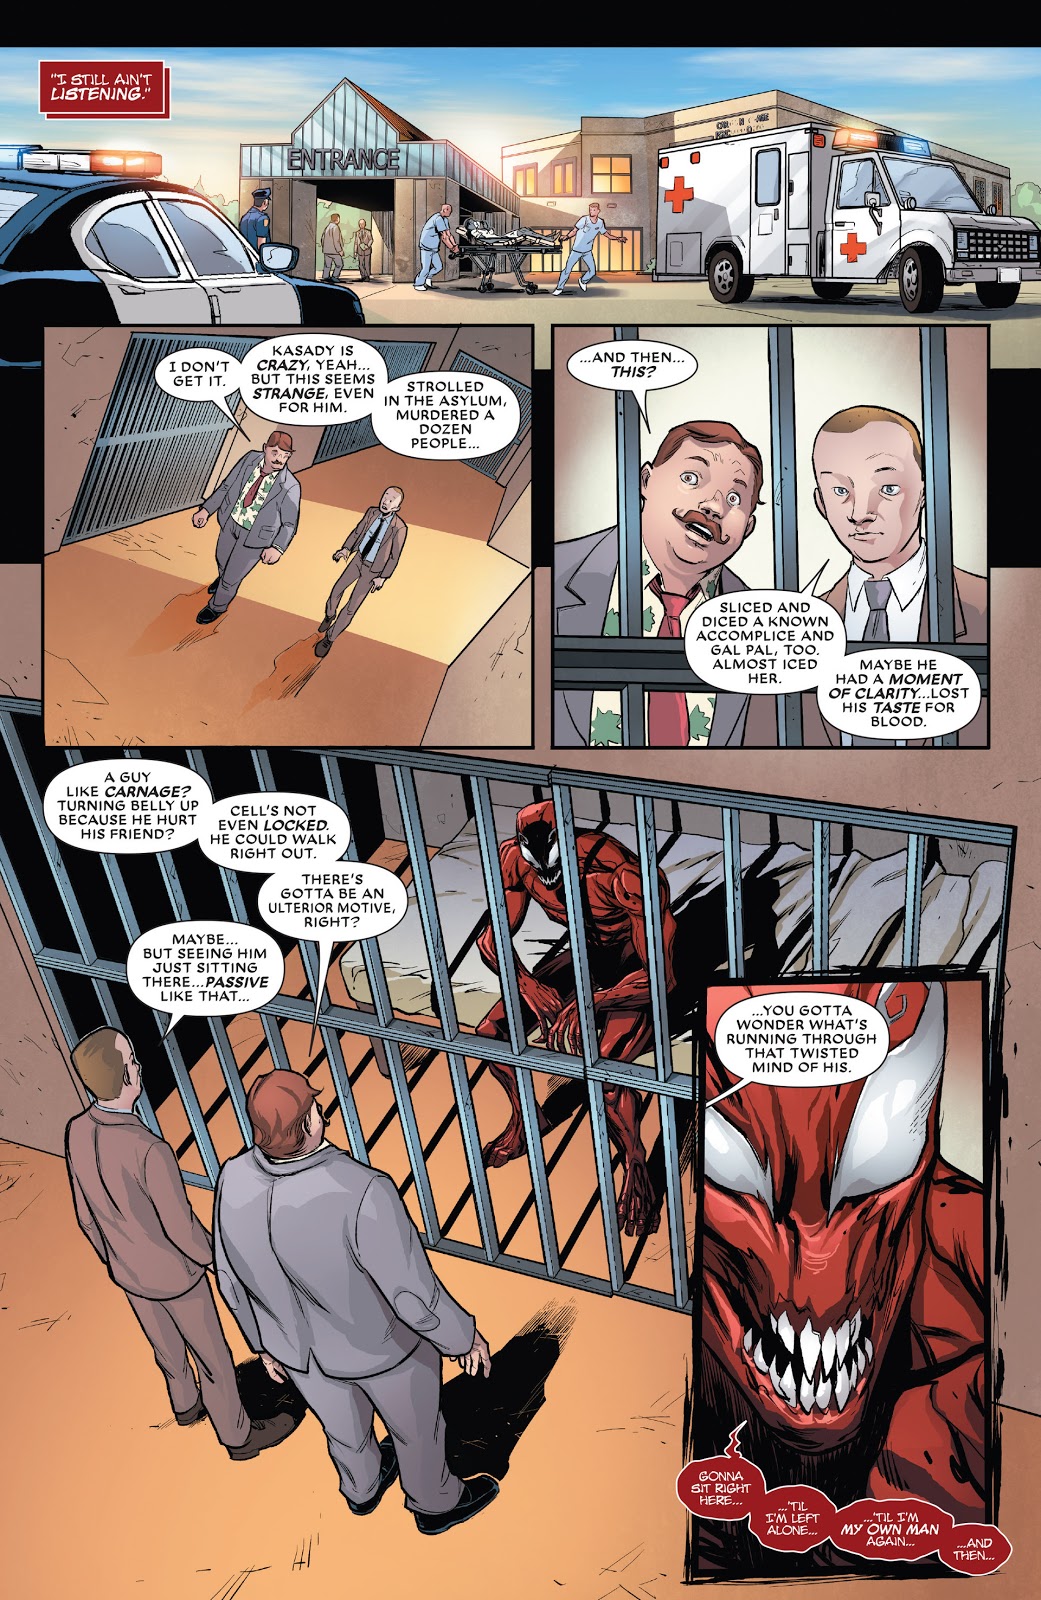 "I STILL AIN'T
LISTENING."
ENTRANCE
I DON'T
GET IT.
KASADY IS
CRAZY, YEAH...
BUT THIS SEEMS
STRANGE, EVEN
FOR HIM.
STROLLED
IN THE ASYLUM,
MURDERED A
DOZEN
PEOPLE...
...AND THEN...
THIS?
SLICED AND
DICED A KNOWN
ACCOMPLICE AND
GAL PAL, TOO.
ALMOST ICED
HER.
MAYBE HE
HAD A MOMENT
OF CLARITY...LOST
HIS TASTE FOR
BLOOD.
A GUY
LIKE CARNAGE?
TURNING BELLY UP
BECAUSE HE HURT
HIS FRIEND?
CELL'S NOT
EVEN LOCKED.
HE COULD WALK
RIGHT OUT.
THERE'S
GOTTA BE AN
ULTERIOR MOTIVE,
RIGHT?
MAYBE...
BUT SEEING HIM
JUST SITTING
THERE...PASSIVE
LIKE THAT...
...YOU GOTTA
WONDER WHAT'S
RUNNING THROUGH
THAT TWISTED
MIND OF HIS.
GONNA
SIT RIGHT
HERE...
...'TIL
I'M LEFT
ALONE...
...'TIL I'M
MY OWN MAN
AGAIN...
...AND
THEN...